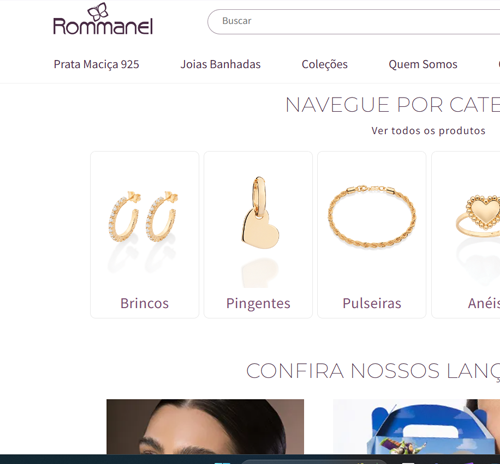 Rommanel
Buscar
Prata Maciça 925 Joias Banhadas Coleções Quem Somos
NAVEGUE POR CATE
Ver todos os produtos
Brincos Pingentes Pulseiras Anéis
CONFIRA NOSSOS LANÇ